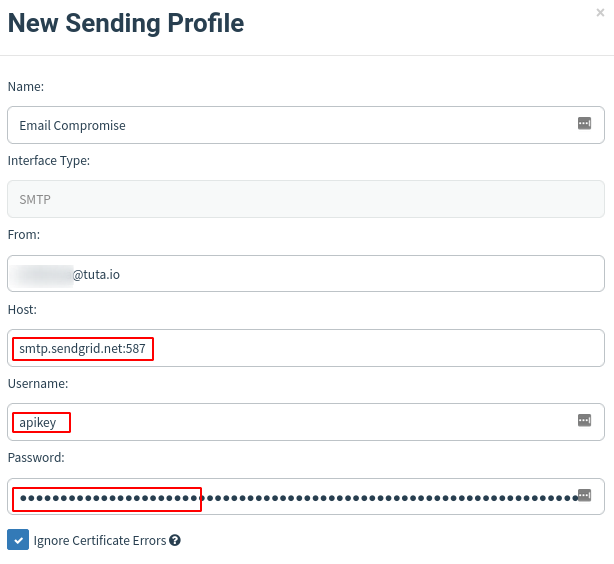 New Sending Profile
×
Name:
Email Compromise
Interface Type:
SMTP
From:
@tuta.io
Host:
smtp.sendgrid.net:587
Username:
apikey
Password:
Ignore Certificate Errors